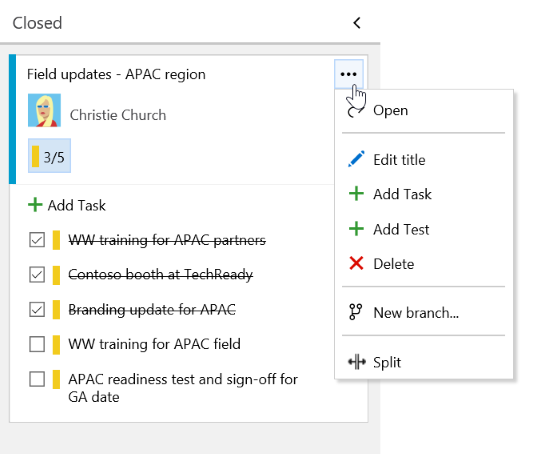 Closed
Field updates - APAC region
Christie Church
3/5
Add Task
WW training for APAC partners
Contoso booth at TechReady
Branding update for APAC
WW training for APAC field
APAC readiness test and sign-off for
GA date
Open
Edit title
Add Task
Add Test
Delete
New branch...
Split